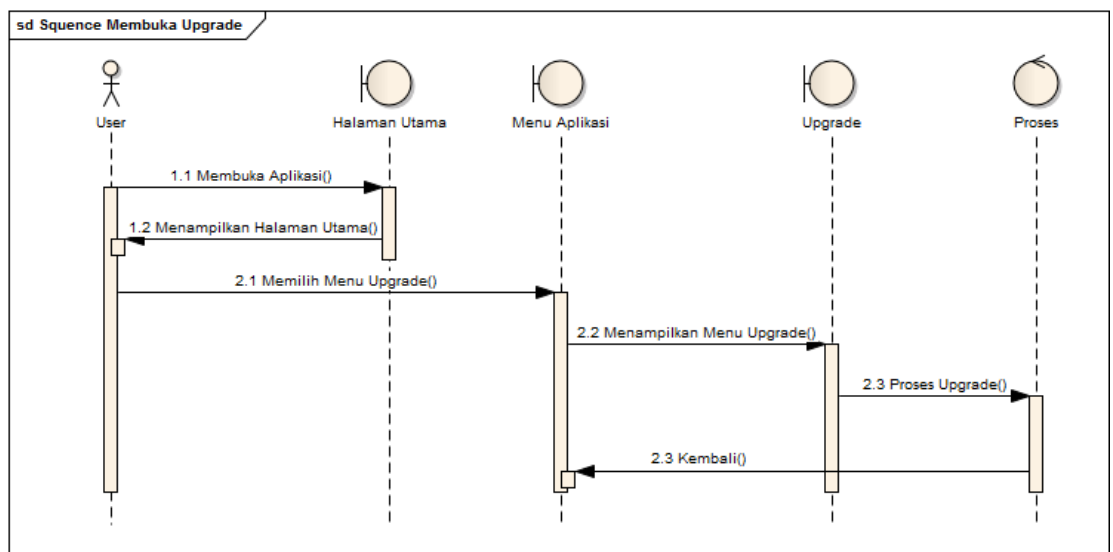 sd Squence Membuka Upgrade
User
Halaman Utama
Menu Aplikasi
Upgrade
Proses
1.1 Membuka Aplikasi()
1.2 Menampilkan Halaman Utama()
2.1 Memilih Menu Upgrade()
2.2 Menampilkan Menu Upgrade()
2.3 Proses Upgrade()
2.3 Kembali()